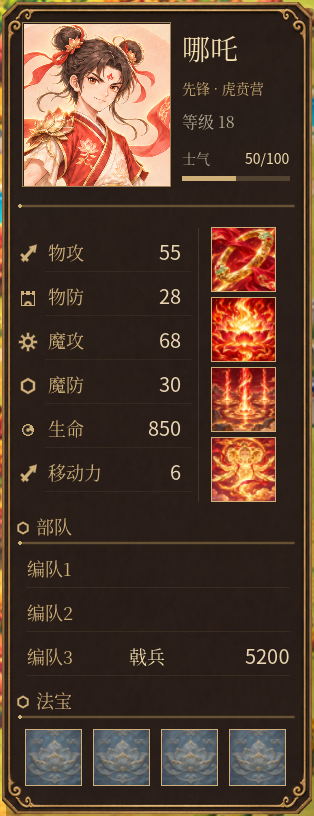 哪吒
先锋 · 虎贲营
等级 18
士气 50/100
物攻 55
物防 28
魔攻 68
魔防 30
生命 850
移动力 6
部队
编队1
编队2
编队3 戟兵 5200
法宝